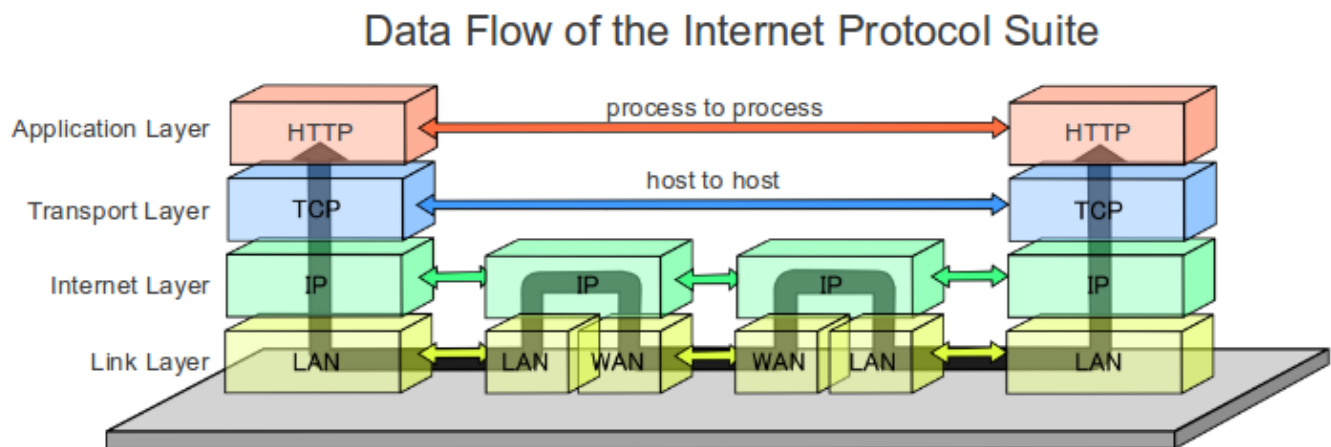 Data Flow of the Internet Protocol Suite
Application Layer HTTP process to process HTTP
Transport Layer TCP host to host TCP
Internet Layer IP IP IP IP
Link Layer LAN LAN WAN WAN LAN LAN